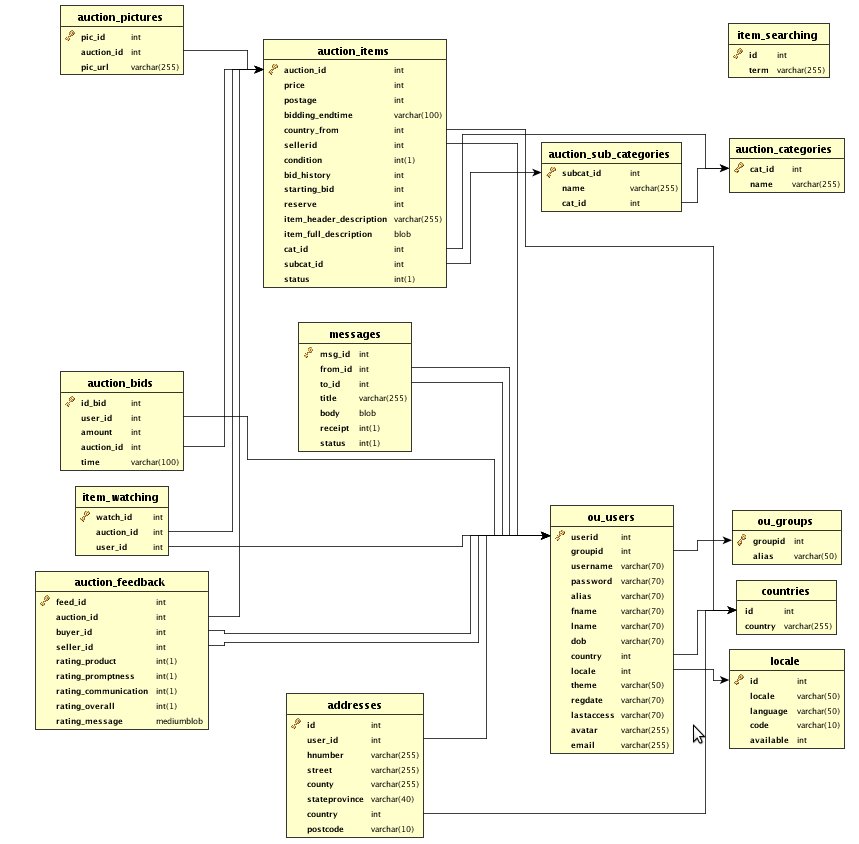 auction_pictures
pic_id int
auction_id int
pic_url varchar(255)
auction_items
auction_id int
price int
postage int
bidding_endtime varchar(100)
country_from int
sellerid int
condition int(1)
bid_history int
starting_bid int
reserve int
item_header_description varchar(255)
item_full_description blob
cat_id int
subcat_id int
status int(1)
item_searching
id int
term varchar(255)
auction_sub_categories
subcat_id int
name varchar(255)
cat_id int
auction_categories
cat_id int
name varchar(255)
messages
msg_id int
from_id int
to_id int
title varchar(255)
body blob
receipt int(1)
status int(1)
auction_bids
id_bid int
user_id int
amount int
auction_id int
time varchar(100)
item_watching
watch_id int
auction_id int
user_id int
auction_feedback
feed_id int
auction_id int
buyer_id int
seller_id int
rating_product int(1)
rating_promptness int(1)
rating_communication int(1)
rating_overall int(1)
rating_message mediumblob
addresses
id int
user_id int
hnumber varchar(255)
street varchar(255)
county varchar(255)
stateprovince varchar(40)
country int
postcode varchar(10)
ou_users
userid int
groupid int
username varchar(70)
password varchar(70)
alias varchar(70)
fname varchar(70)
lname varchar(70)
dob varchar(70)
country int
locale int
theme varchar(50)
regdate varchar(70)
lastaccess varchar(70)
avatar varchar(255)
email varchar(255)
ou_groups
groupid int
alias varchar(50)
countries
id int
country varchar(255)
locale
id int
locale varchar(50)
language varchar(50)
code varchar(10)
available int